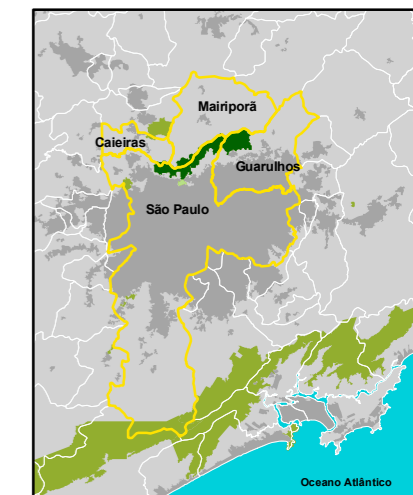 Mairiporã
Caieiras
Guarulhos
São Paulo
Oceano Atlântico